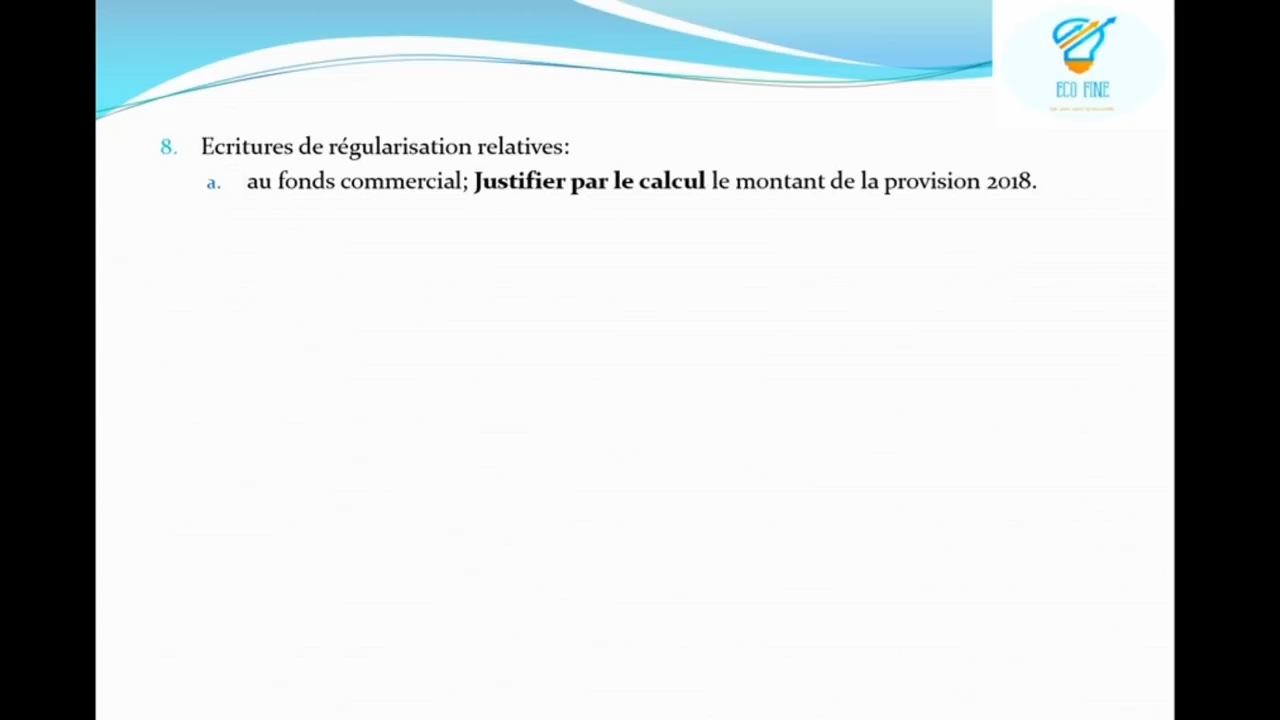 ECO FINE
8. Ecritures de régularisation relatives:
a. au fonds commercial; Justifier par le calcul le montant de la provision 2018.